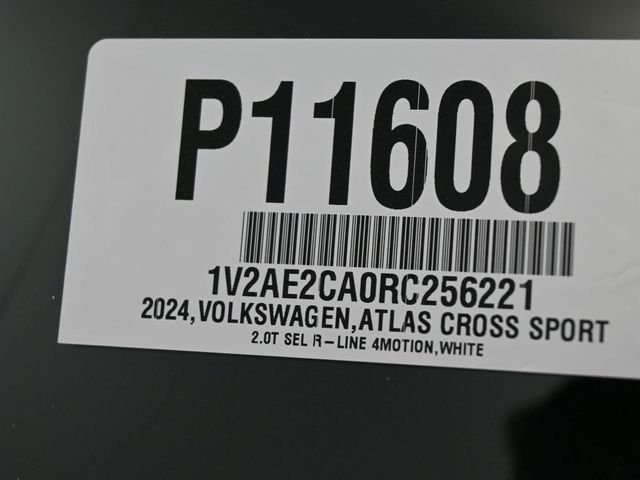 P11608
1V2AE2CA0RC256221
2024,VOLKSWAGEN,ATLAS CROSS SPORT
2.0T SEL R-LINE 4MOTION,WHITE